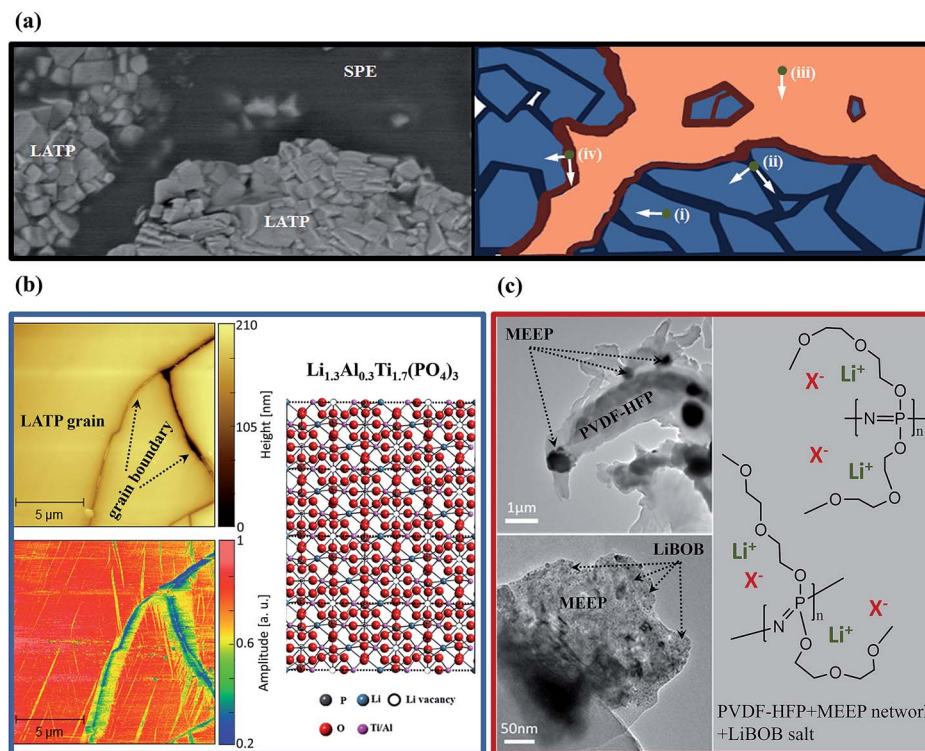 (a)
SPE
LATP
LATP
(iii)
(iv)
(ii)
(i)
(b)
LATP grain
grain boundary
5 µm
210
105
0
Height [nm]
5 µm
1
0.6
0.2
Amplitude [a. u.]
Li1.3Al0.3Ti1.7(PO4)3
P
Li
Li vacancy
O
Ti/Al
(c)
MEEP
PVDF-HFP
1µm
LiBOB
MEEP
50nm
O
O
Li+
X-
O
N
P
n
O
X-
Li+
O
O
O
O
Li+
X-
O
N
P
n
O
X-
Li+
O
O
PVDF-HFP+MEEP network
+LiBOB salt